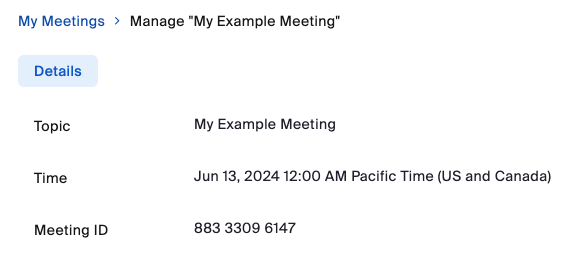 My Meetings > Manage "My Example Meeting"
Details
Topic My Example Meeting
Time Jun 13, 2024 12:00 AM Pacific Time (US and Canada)
Meeting ID 883 3309 6147